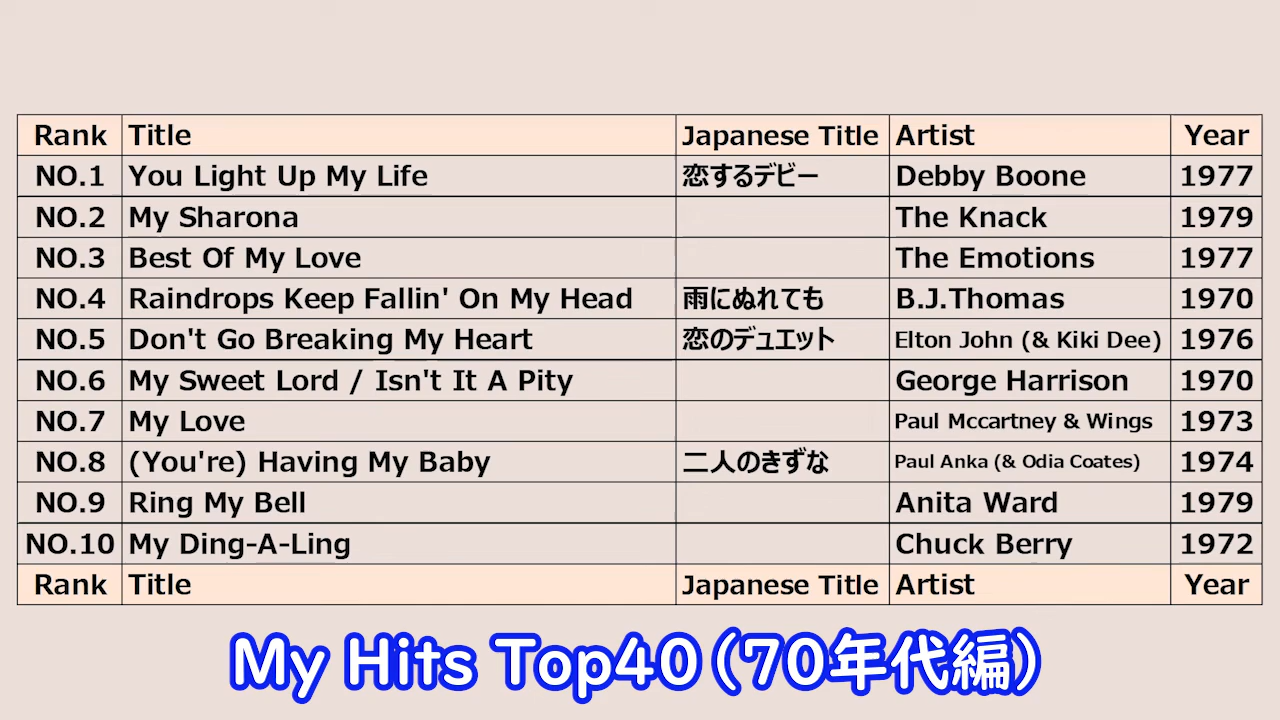 Rank Title Japanese Title Artist Year
NO.1 You Light Up My Life 恋するデビー Debby Boone 1977
NO.2 My Sharona The Knack 1979
NO.3 Best Of My Love The Emotions 1977
NO.4 Raindrops Keep Fallin' On My Head 雨にぬれても B.J.Thomas 1970
NO.5 Don't Go Breaking My Heart 恋のデュエット Elton John (& Kiki Dee) 1976
NO.6 My Sweet Lord / Isn't It A Pity George Harrison 1970
NO.7 My Love Paul Mccartney & Wings 1973
NO.8 (You're) Having My Baby 二人のきずな Paul Anka (& Odia Coates) 1974
NO.9 Ring My Bell Anita Ward 1979
NO.10 My Ding-A-Ling Chuck Berry 1972
Rank Title Japanese Title Artist Year
My Hits Top40（70年代編）